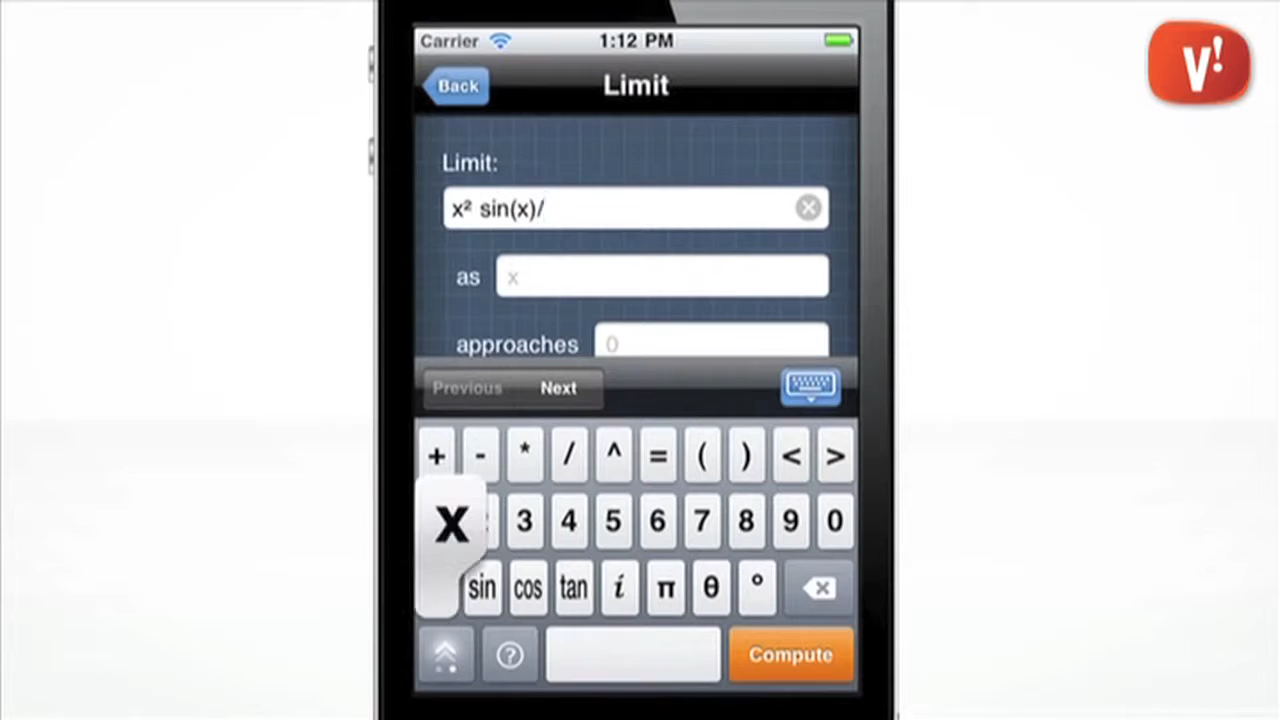 V!
Carrier 1:12 PM
Back Limit
Limit:
x² sin(x)/
as x
approaches 0
Previous Next
+ - * / ^ = ( ) < >
3 4 5 6 7 8 9 0
x
sin cos tan i π θ °
? Compute